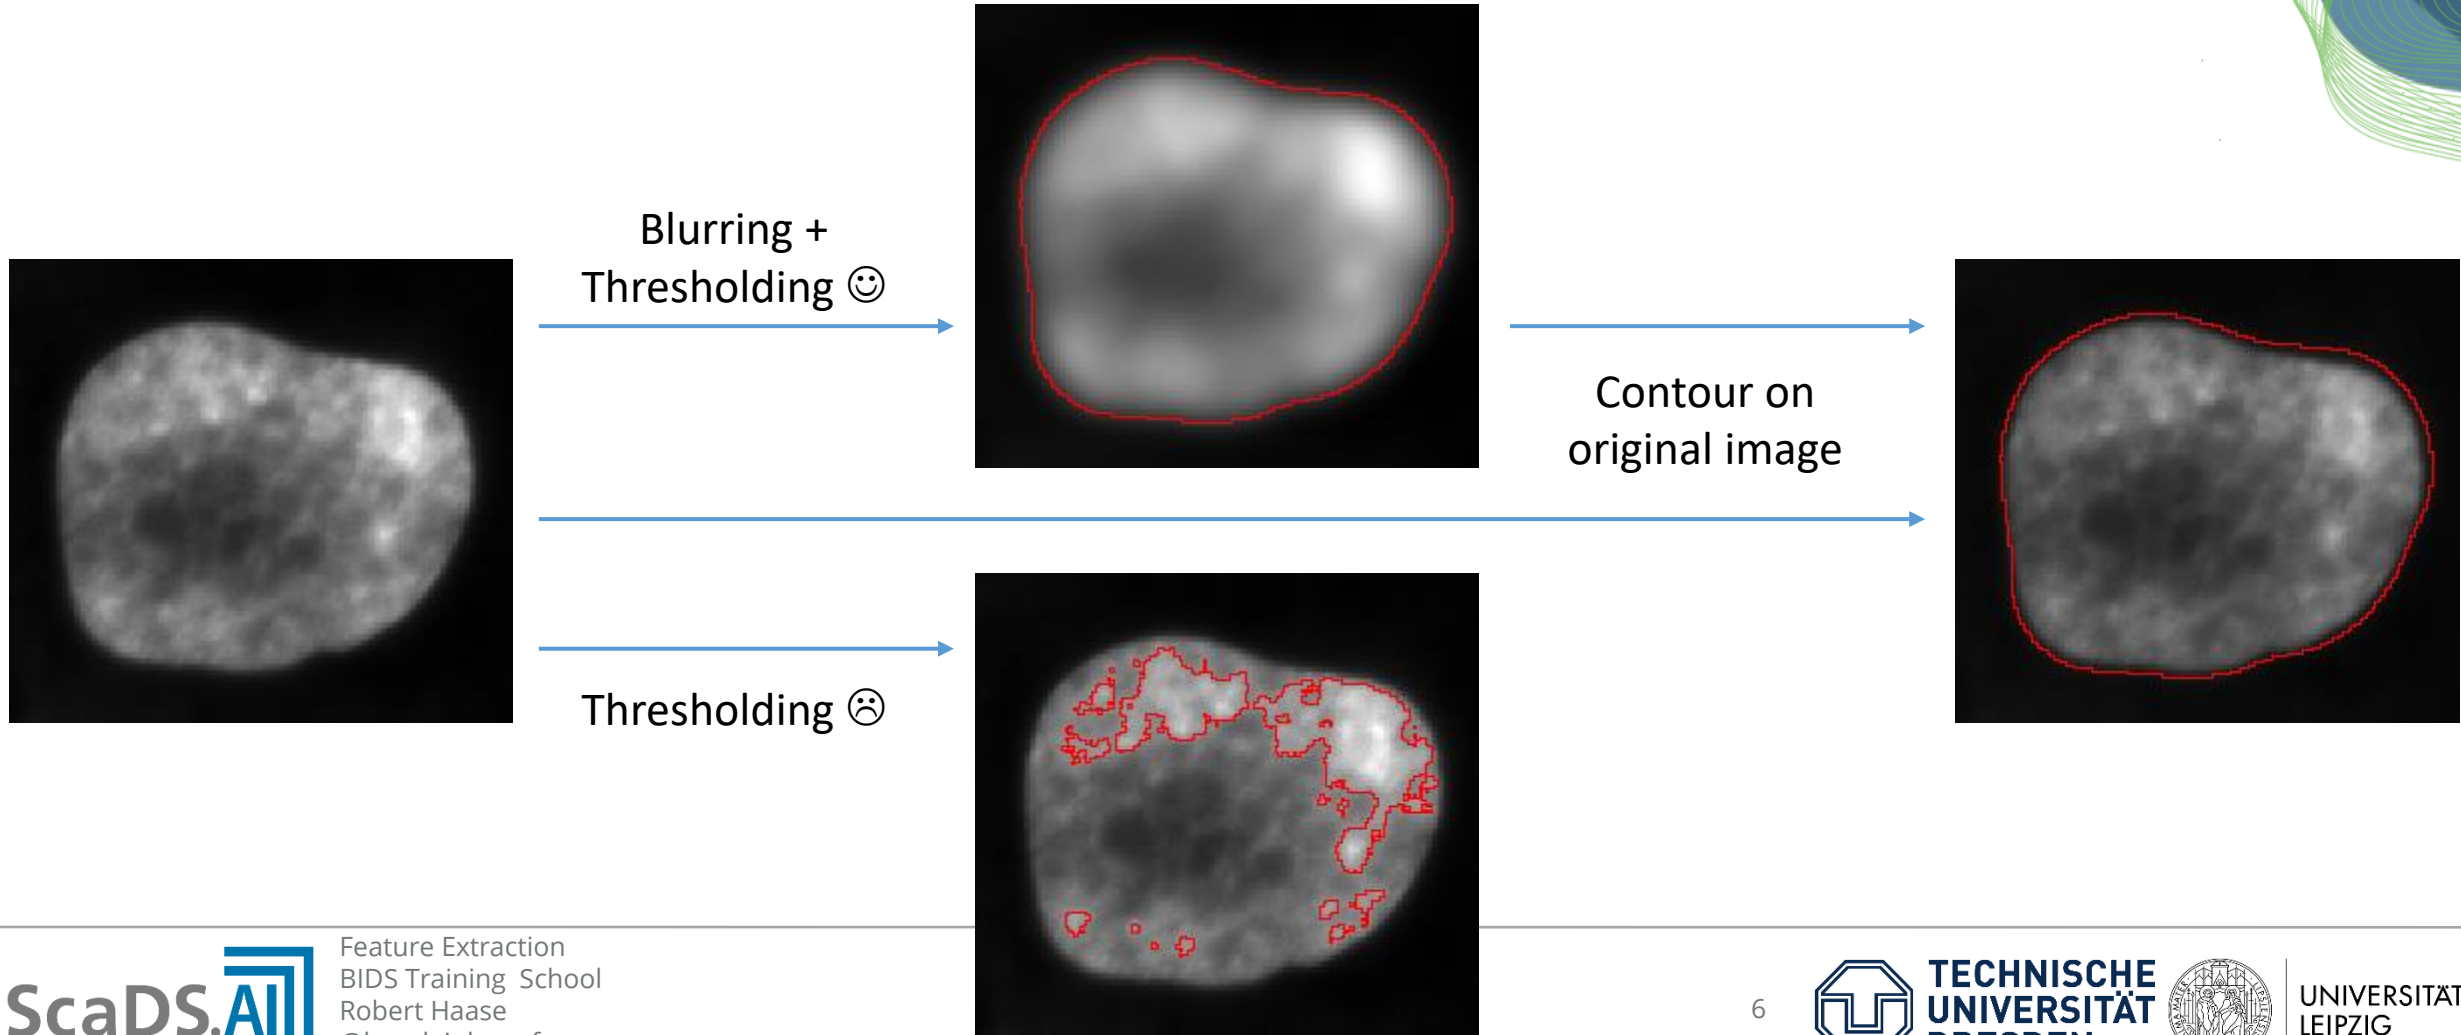 Blurring +
Thresholding ☺
Contour on
original image
Thresholding ☹
ScaDS.AI
Feature Extraction
BIDS Training School
Robert Haase
6
TECHNISCHE
UNIVERSITÄT
DRESDEN
UNIVERSITÄT
LEIPZIG